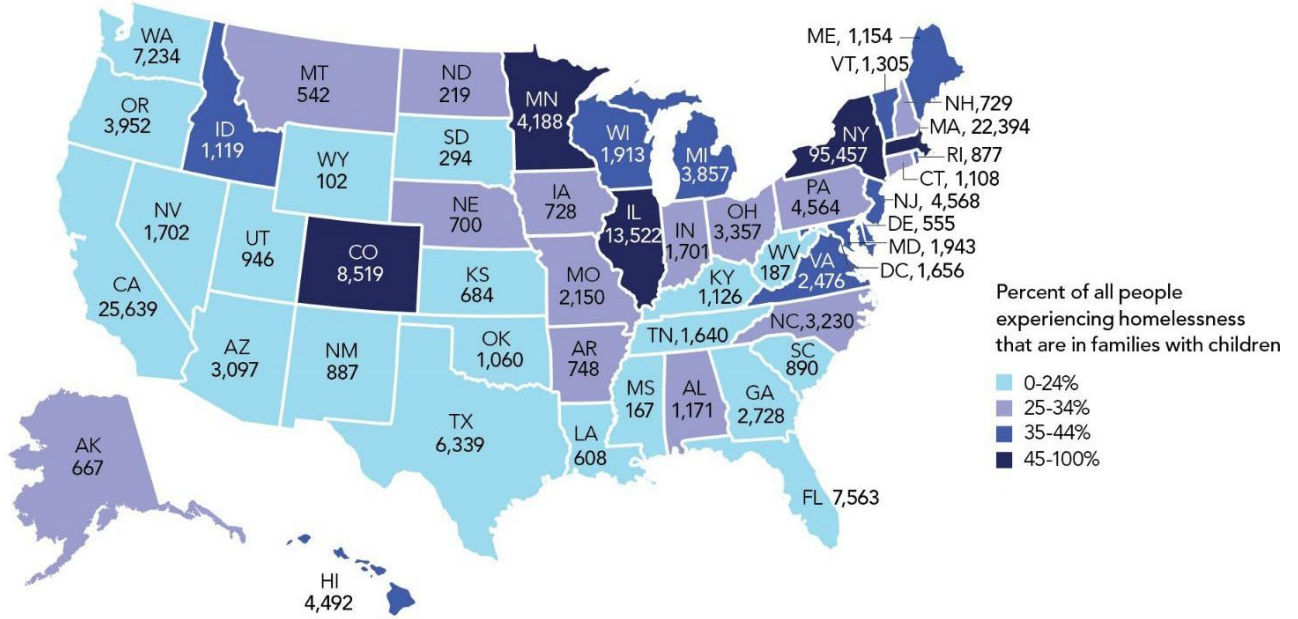 WA
7,234
OR
3,952
ID
1,119
MT
542
ND
219
MN
4,188
SD
294
WY
102
WI
1,913
MI
3,857
NY
95,457
ME, 1,154
VT, 1,305
NH,729
MA, 22,394
RI, 877
CT, 1,108
NJ, 4,568
DE, 555
MD, 1,943
DC, 1,656
NV
1,702
UT
946
CO
8,519
NE
700
IA
728
IL
13,522
IN
1,701
OH
3,357
PA
4,564
WV
187
VA
2,476
CA
25,639
KS
684
MO
2,150
KY
1,126
TN, 1,640
NC,3,230
SC
890
AZ
3,097
NM
887
OK
1,060
AR
748
MS
167
AL
1,171
GA
2,728
TX
6,339
LA
608
FL 7,563
AK
667
HI
4,492
Percent of all people
experiencing homelessness
that are in families with children
0-24%
25-34%
35-44%
45-100%